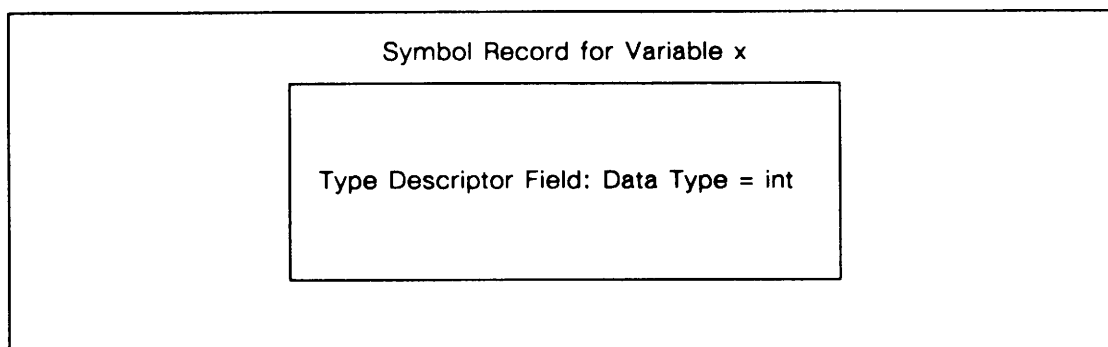 Symbol Record for Variable x
Type Descriptor Field: Data Type = int